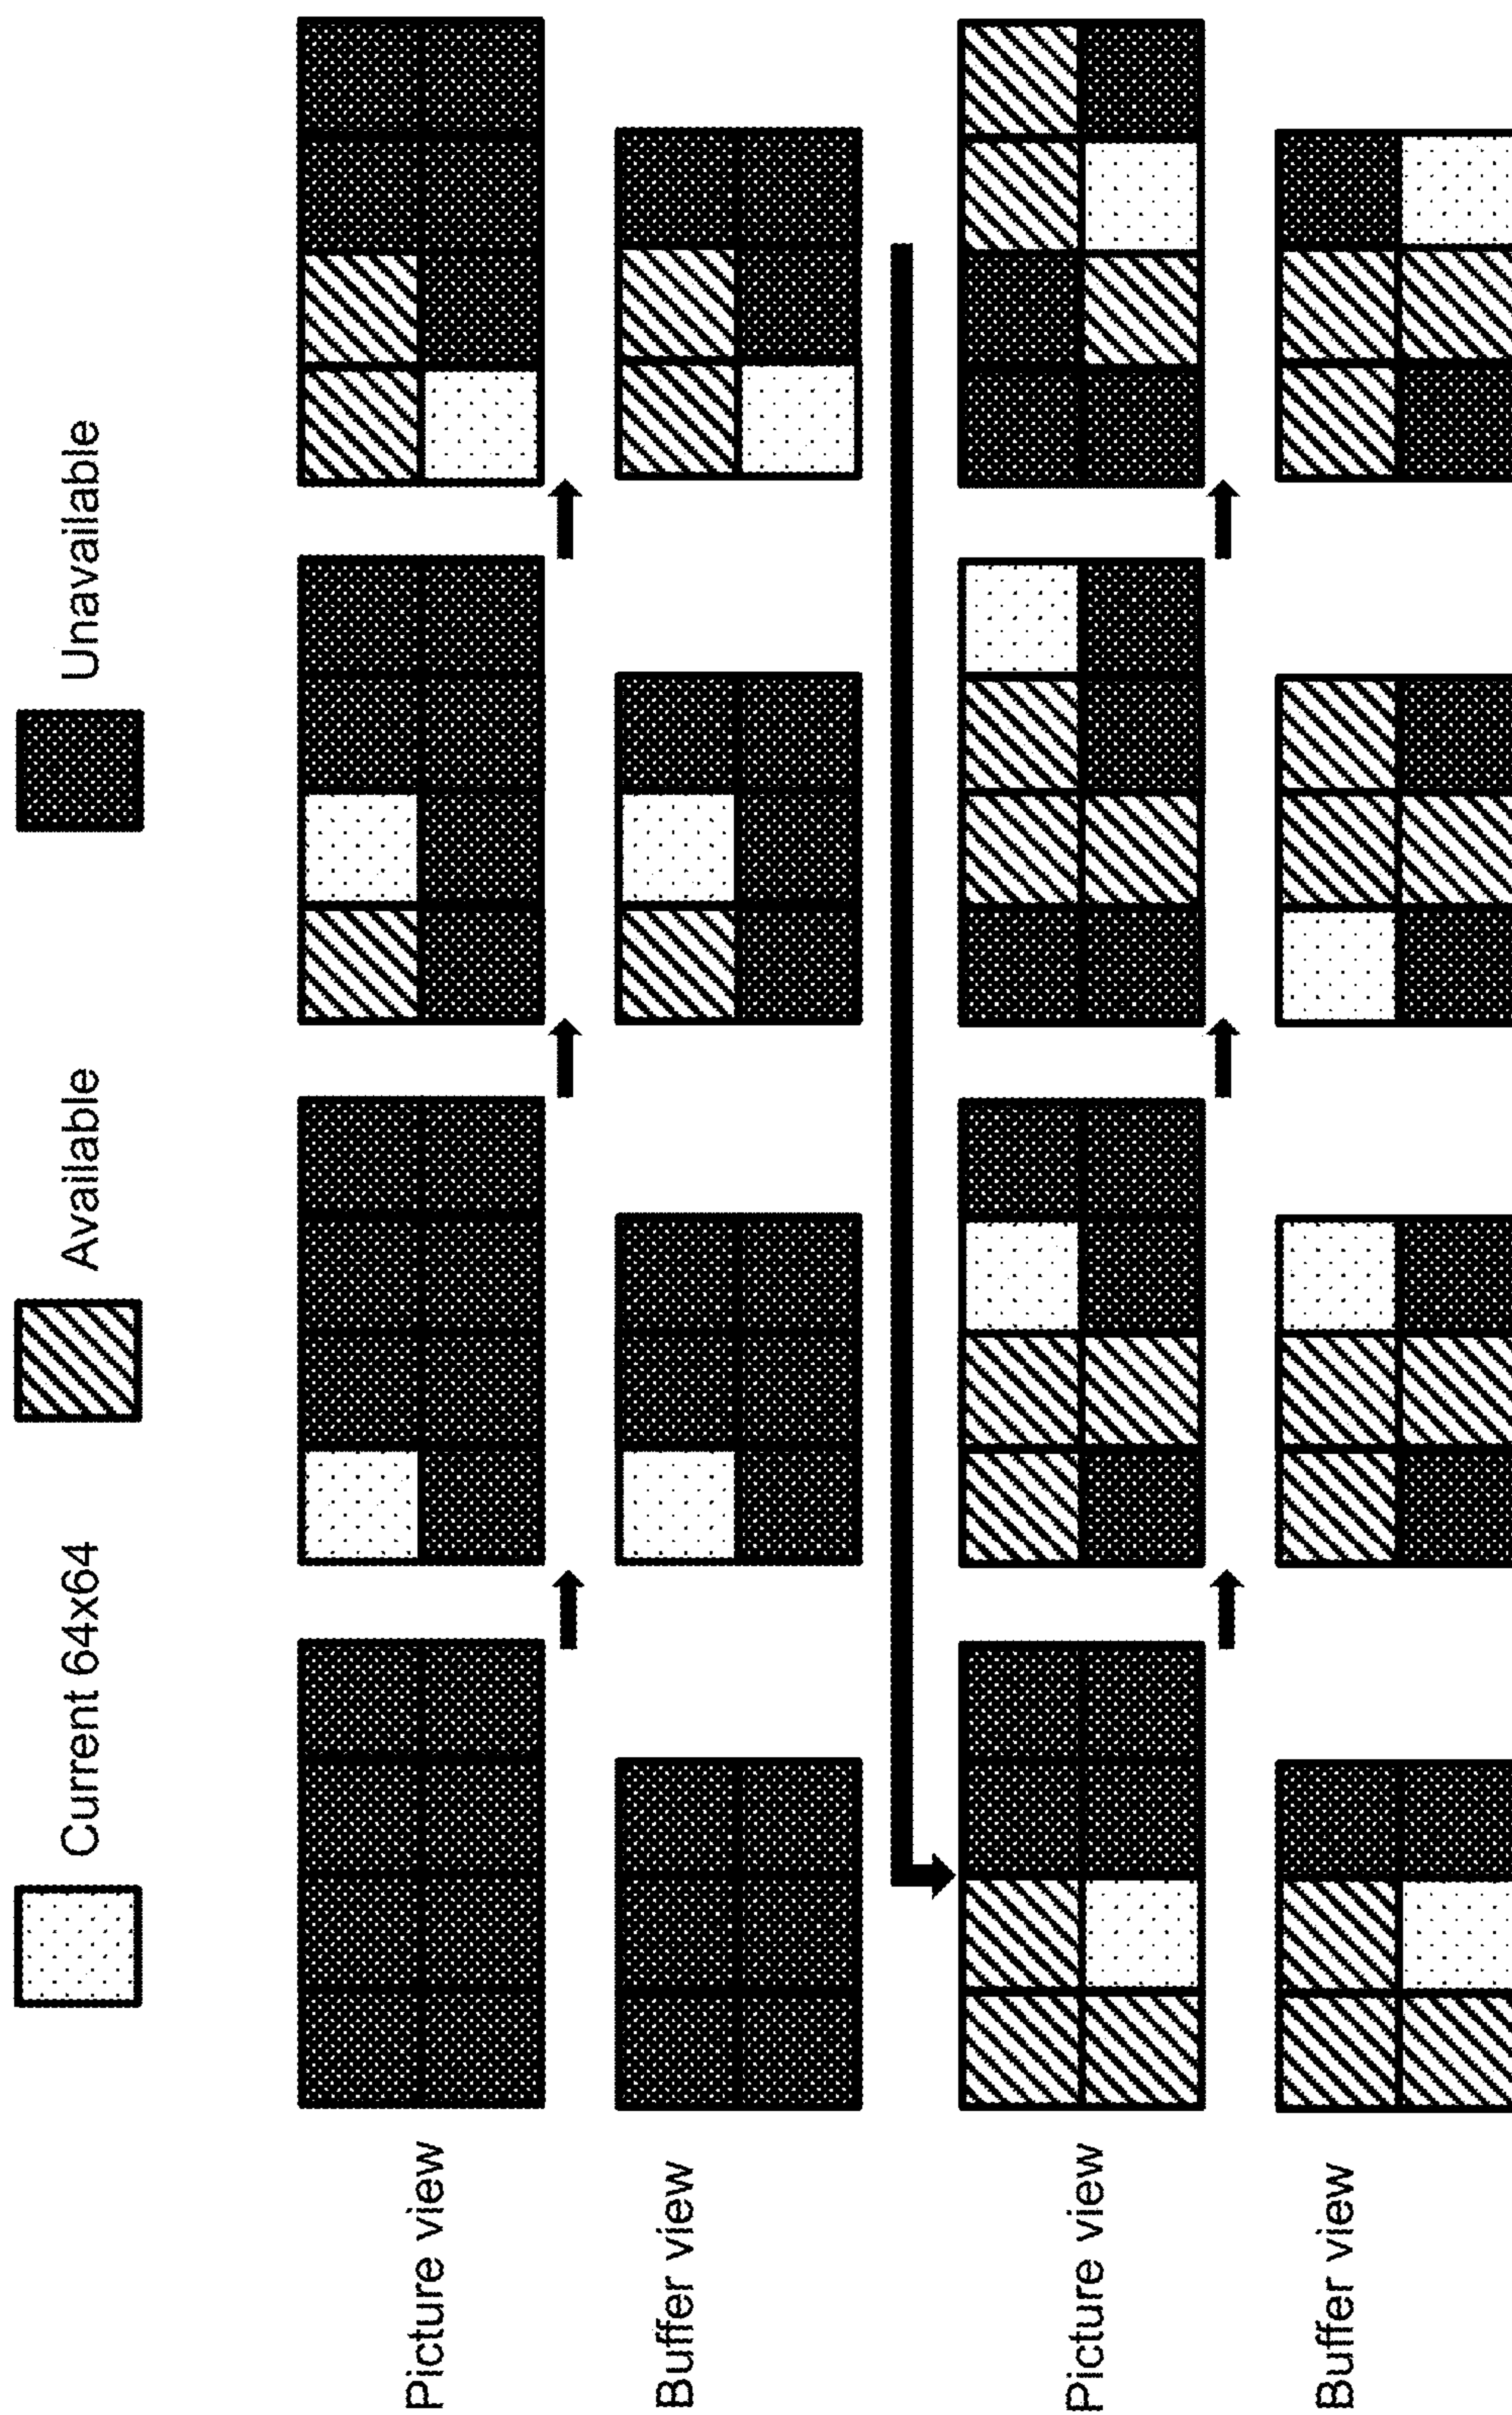 Current 64x64
Available
Unavailable
Picture view
Buffer view
Picture view
Buffer view